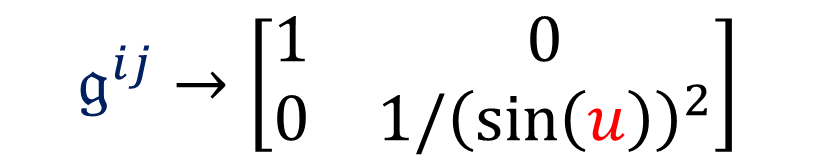 𝔤^{ij} → [1 0
0 1/(sin(u))²]